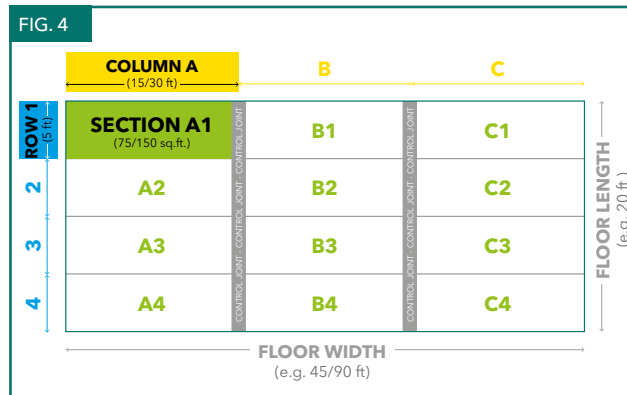 FIG. 4
COLUMN A
(15/30 ft)
B
C
ROW 1
(5 ft)
SECTION A1
(75/150 sq.ft.)
B1
C1
2
A2
B2
C2
3
A3
B3
C3
4
A4
B4
C4
CONTROL JOINT - CONTROL JOINT - CONTROL JOINT
CONTROL JOINT - CONTROL JOINT - CONTROL JOINT
FLOOR LENGTH
(e.g. 20 ft.)
FLOOR WIDTH
(e.g. 45/90 ft)